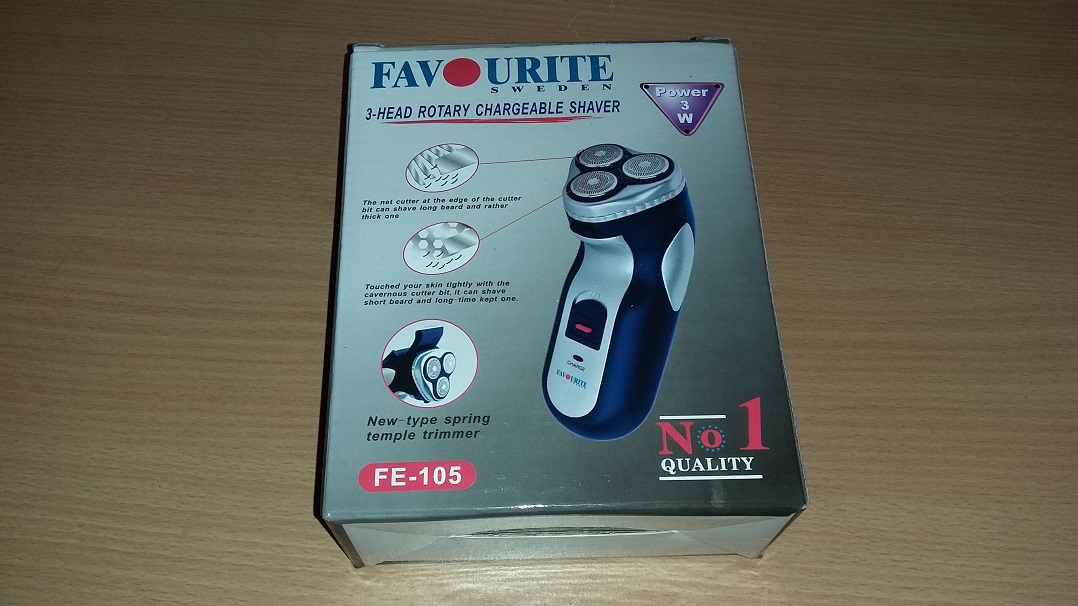 FAVOURITE
SWEDEN
3-HEAD ROTARY CHARGEABLE SHAVER
Power
3
W
The net cutter at the edge of the cutter
bit can shave long beard and rather
thick one
Touched your skin tightly with the
cavernous cutter bit, it can shave
short beard and long-time kept one.
CHARGE
FAVOURITE
New-type spring
temple trimmer
No 1
QUALITY
FE-105